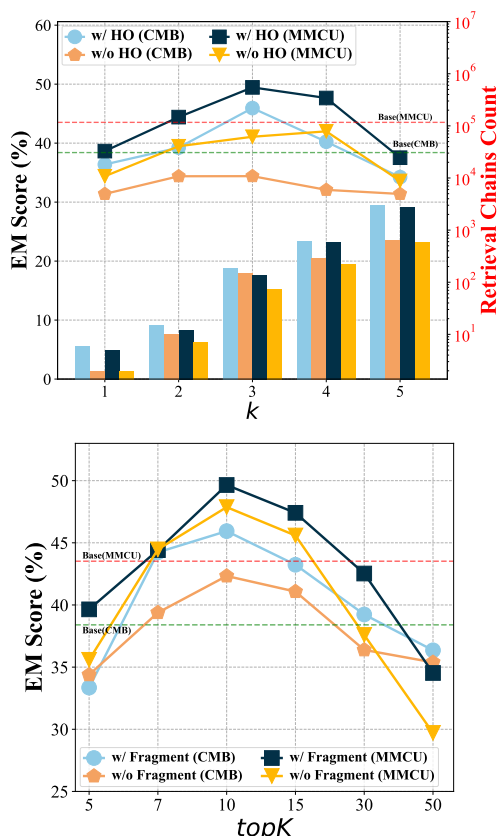 w/ HO (CMB) w/ HO (MMCU)
w/o HO (CMB) w/o HO (MMCU)
EM Score (%)
60
50
40
30
20
10
0
Base(MMCU)
Base(CMB)
10^7
10^6
10^5
10^4
10^3
10^2
10^1
Retrieval Chains Count
1 2 3 4 5
k
EM Score (%)
50
45
40
35
30
25
Base(MMCU)
Base(CMB)
w/ Fragment (CMB) w/ Fragment (MMCU)
w/o Fragment (CMB) w/o Fragment (MMCU)
5 7 10 15 30 50
topK